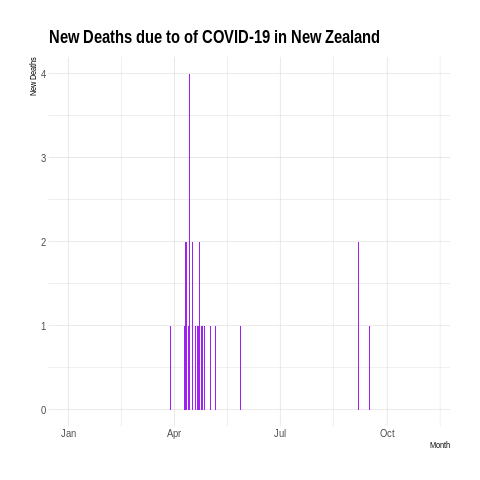 New Deaths due to of COVID-19 in New Zealand
New Deaths
4
3
2
1
0
Jan Apr Jul Oct
Month